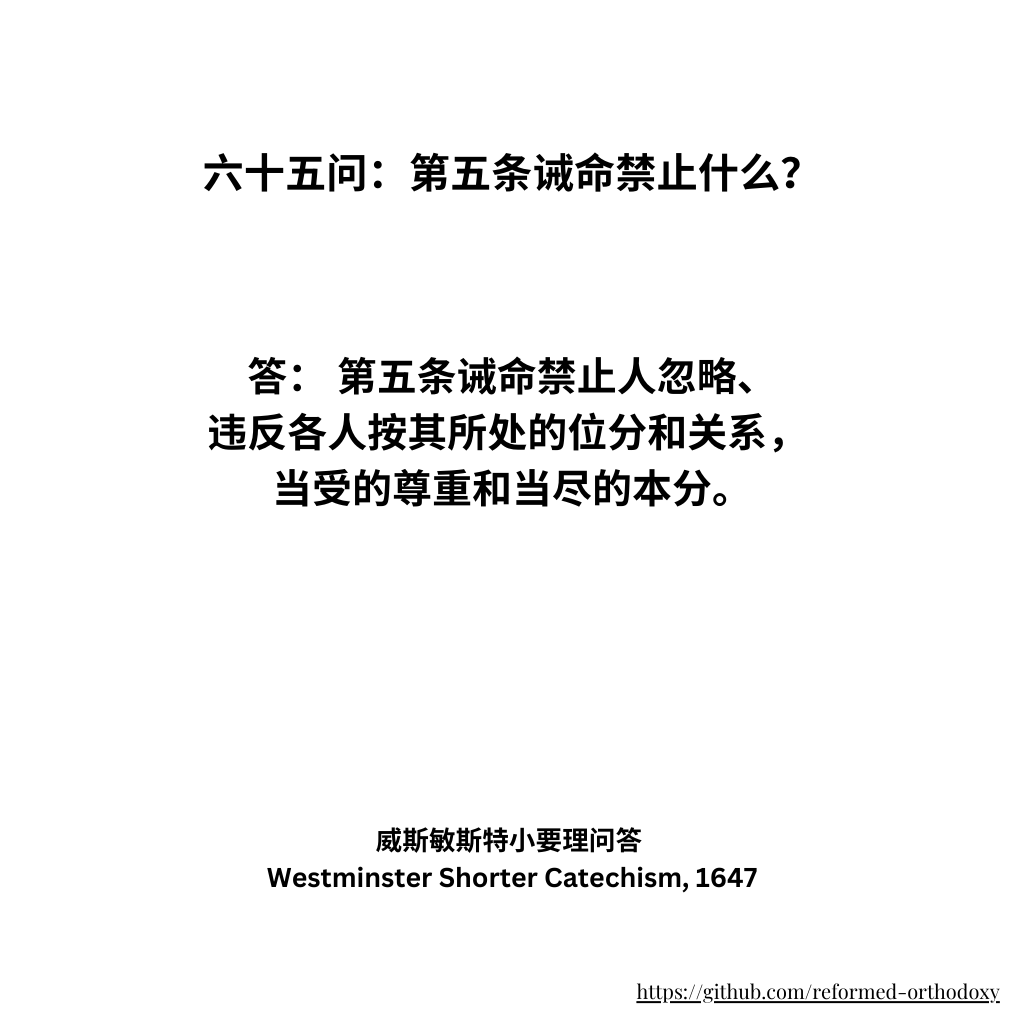 六十五问：第五条诫命禁止什么？
答： 第五条诫命禁止人忽略、
违反各人按其所处的位分和关系，
当受的尊重和当尽的本分。
威斯敏斯特小要理问答
Westminster Shorter Catechism, 1647
https://github.com/reformed-orthodoxy